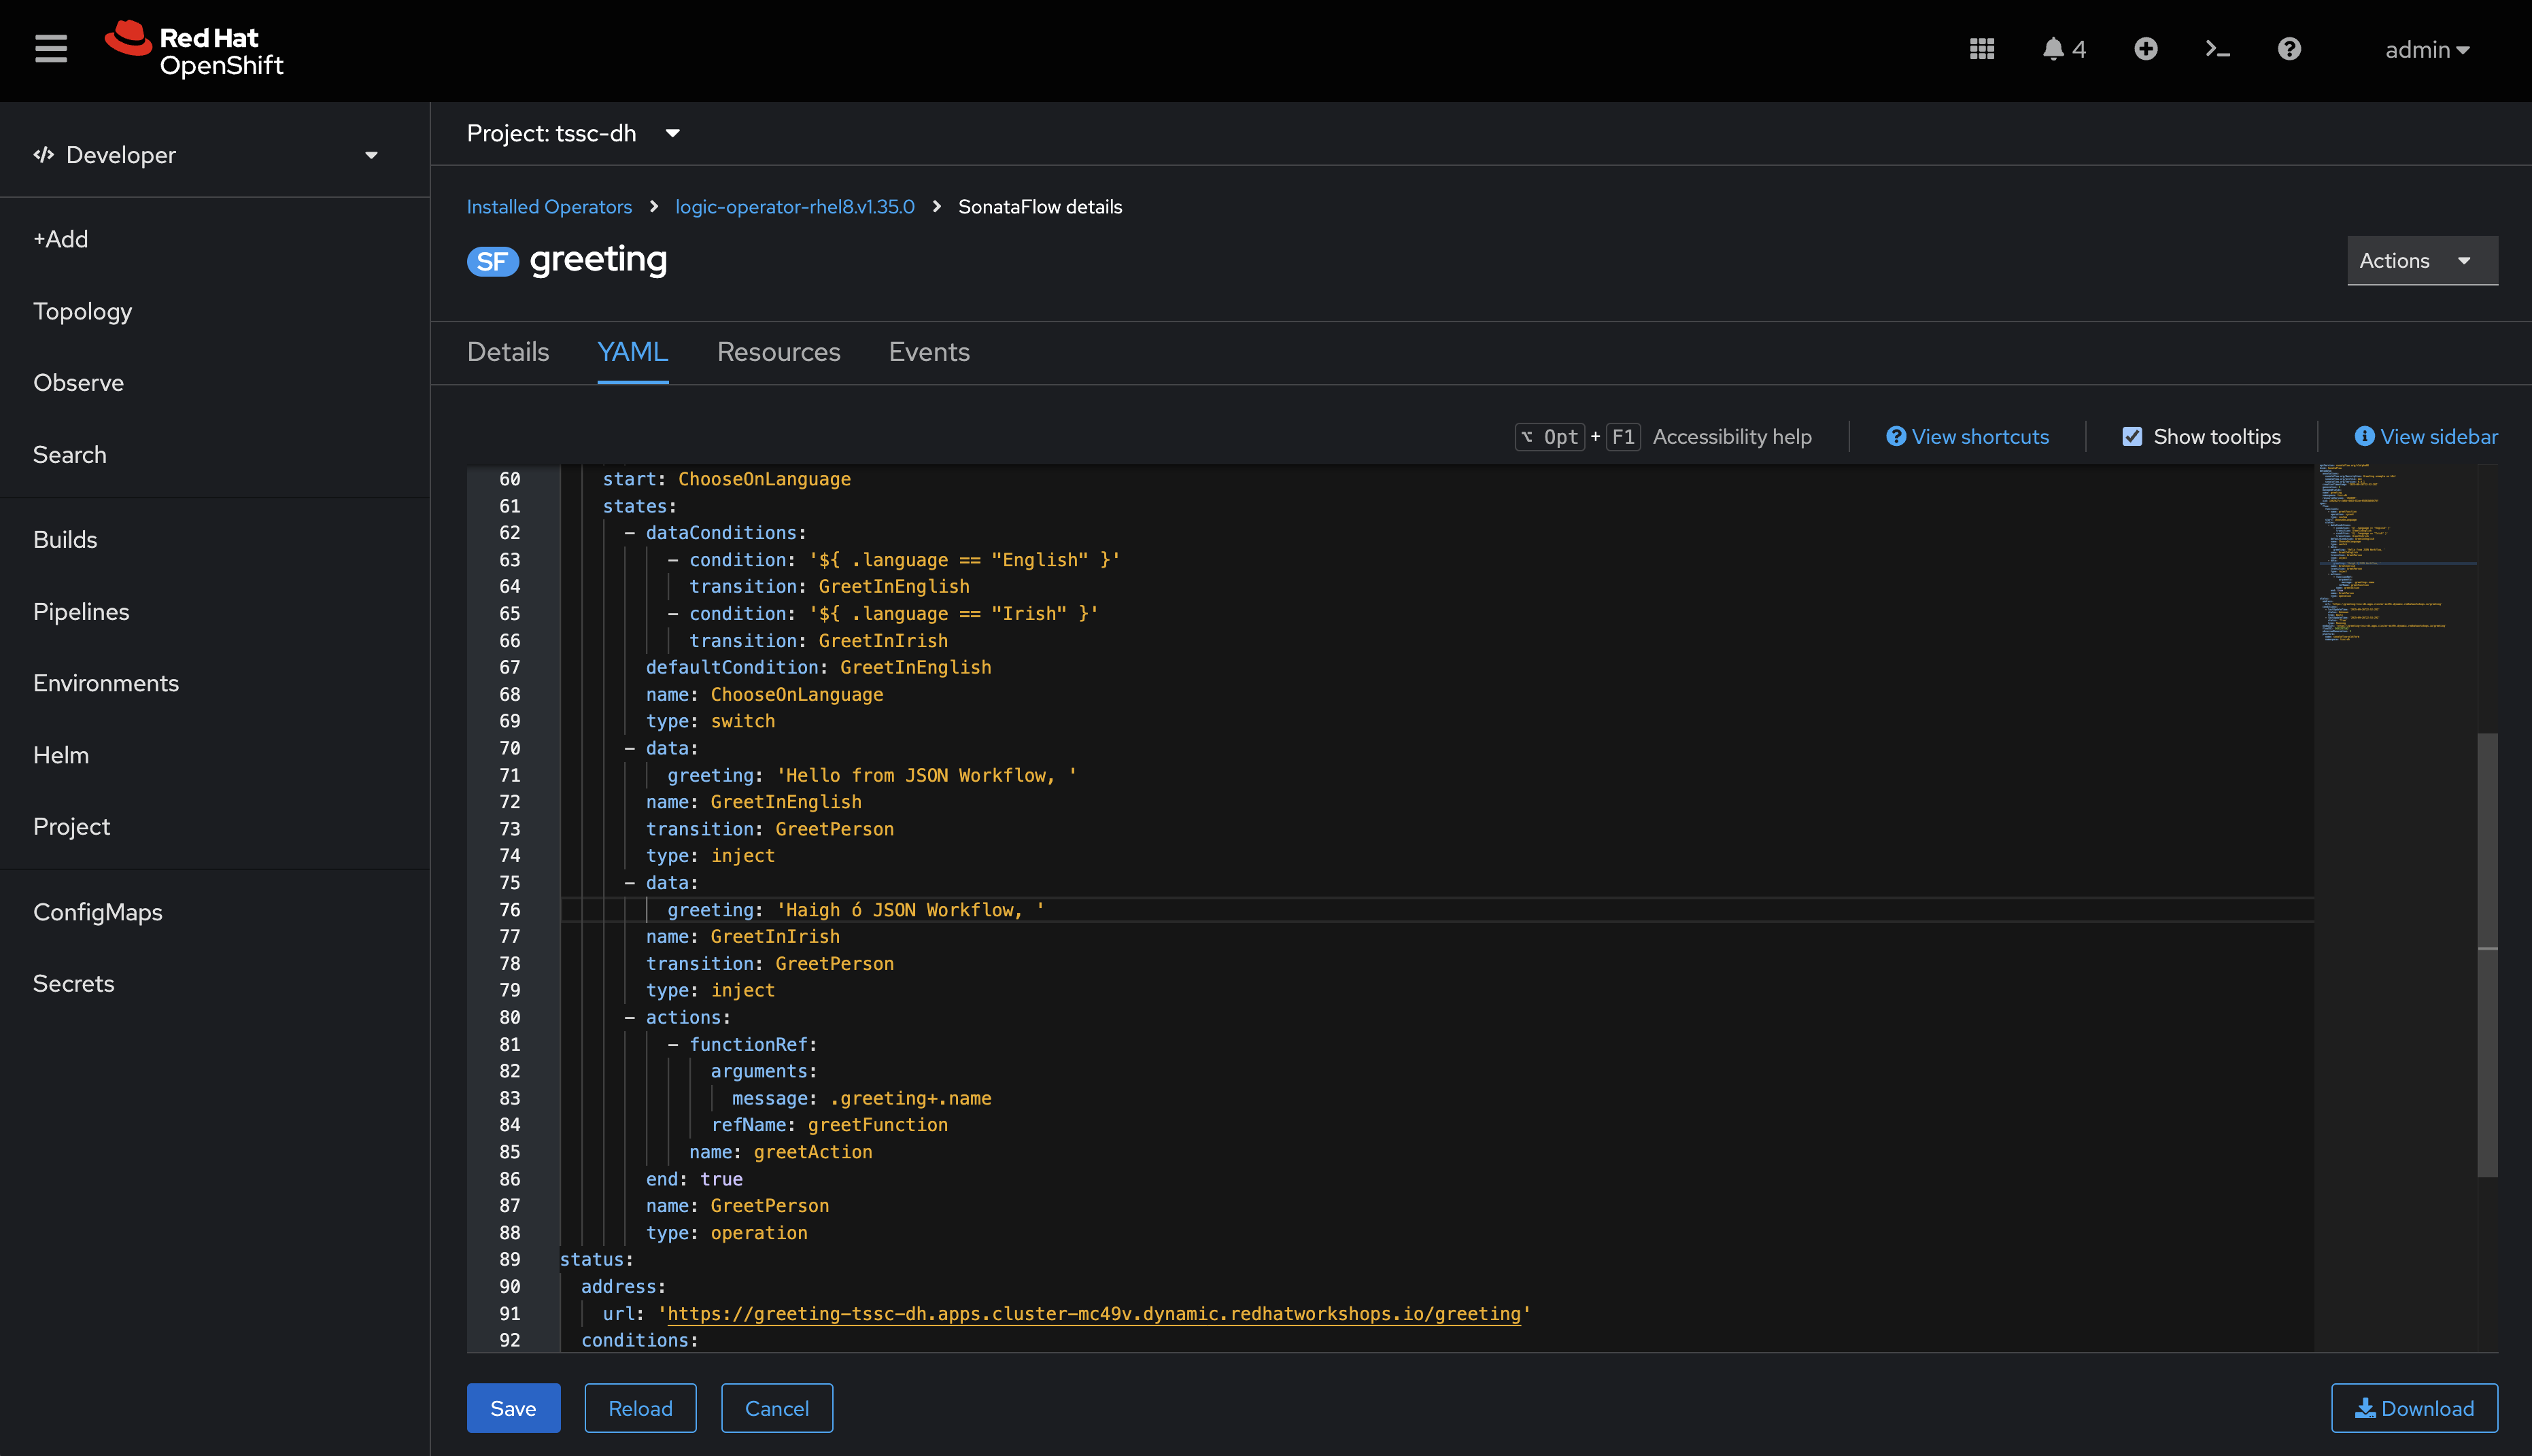 Red Hat
OpenShift
4
admin
Developer
+Add
Topology
Observe
Search
Builds
Pipelines
Environments
Helm
Project
ConfigMaps
Secrets
Project: tssc-dh
Installed Operators > logic-operator-rhel8.v1.35.0 > SonataFlow details
SF greeting
Actions
Details YAML Resources Events
⌥ Opt + F1 Accessibility help View shortcuts Show tooltips View sidebar
60 start: ChooseOnLanguage
61 states:
62 - dataConditions:
63 - condition: '${ .language == "English" }'
64 transition: GreetInEnglish
65 - condition: '${ .language == "Irish" }'
66 transition: GreetInIrish
67 defaultCondition: GreetInEnglish
68 name: ChooseOnLanguage
69 type: switch
70 - data:
71 greeting: 'Hello from JSON Workflow, '
72 name: GreetInEnglish
73 transition: GreetPerson
74 type: inject
75 - data:
76 greeting: 'Haigh ó JSON Workflow, '
77 name: GreetInIrish
78 transition: GreetPerson
79 type: inject
80 - actions:
81 - functionRef:
82 arguments:
83 message: .greeting+.name
84 refName: greetFunction
85 name: greetAction
86 end: true
87 name: GreetPerson
88 type: operation
89 status:
90 address:
91 url: 'https://greeting-tssc-dh.apps.cluster-mc49v.dynamic.redhatworkshops.io/greeting'
92 conditions:
Save Reload Cancel Download